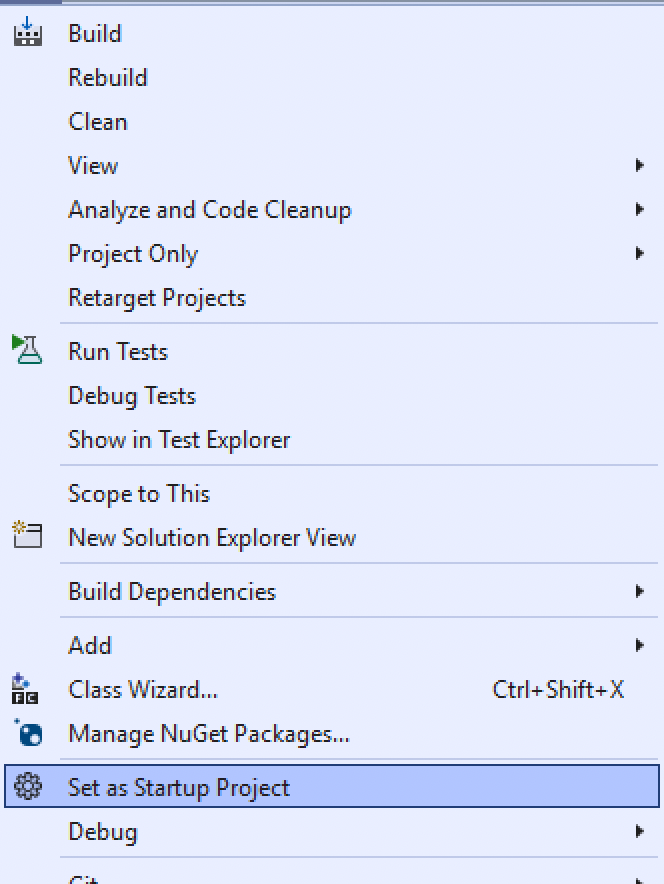 Build
Rebuild
Clean
View
Analyze and Code Cleanup
Project Only
Retarget Projects
Run Tests
Debug Tests
Show in Test Explorer
Scope to This
New Solution Explorer View
Build Dependencies
Add
Class Wizard... Ctrl+Shift+X
Manage NuGet Packages...
Set as Startup Project
Debug